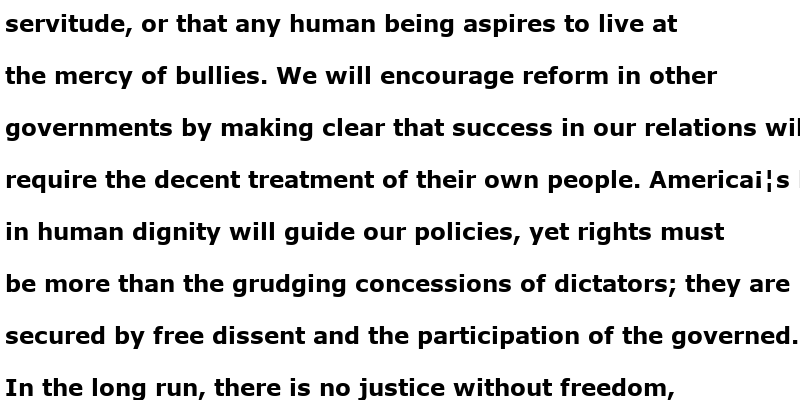 servitude, or that any human being aspires to live at
the mercy of bullies. We will encourage reform in other
governments by making clear that success in our relations wil
require the decent treatment of their own people. Americai¦s
in human dignity will guide our policies, yet rights must
be more than the grudging concessions of dictators; they are
secured by free dissent and the participation of the governed.
In the long run, there is no justice without freedom,